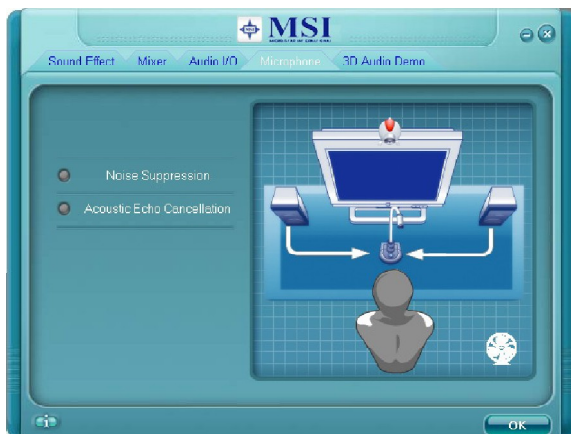 MSI
Sound Effect Mixer Audio I/O Microphone 3D Audio Demo
Noise Suppression
Acoustic Echo Cancellation
i
OK